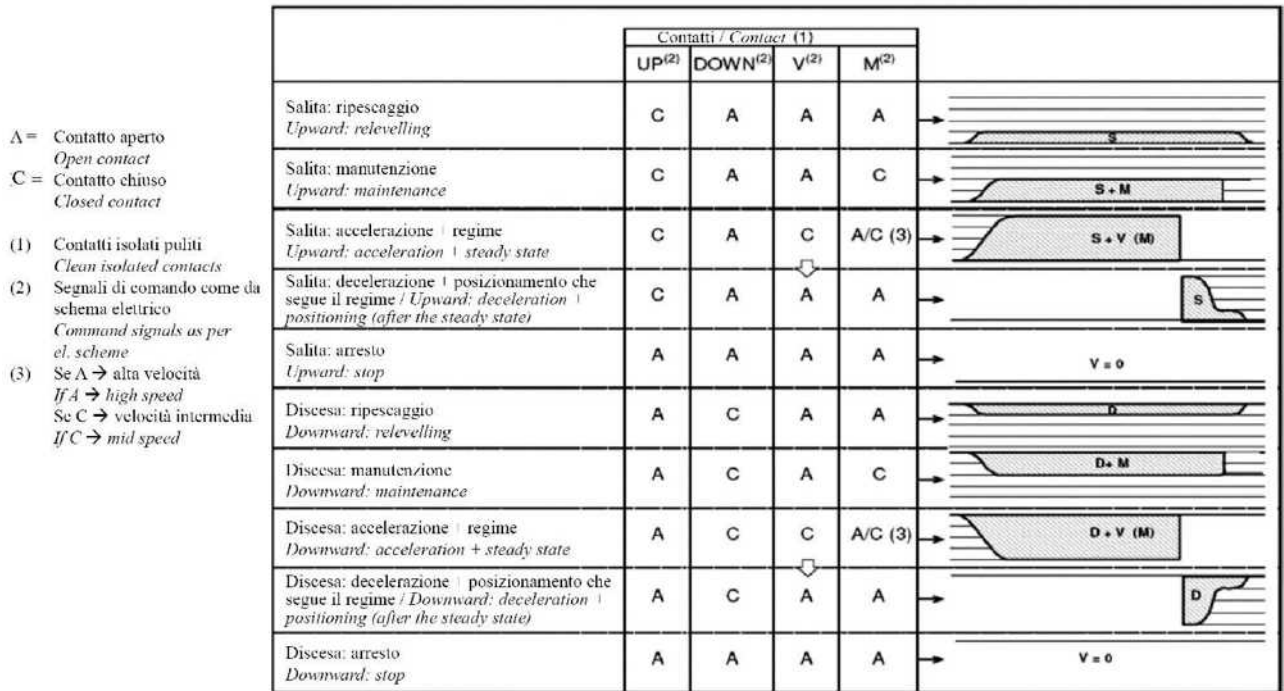 A = Contatto aperto
Open contact
C = Contatto chiuso
Closed contact
(1) Contatti isolati puliti
Clean isolated contacts
(2) Segnali di comando come da
schema elettrico
Command signals as per
el. scheme
(3) Se A → alta velocità
If A → high speed
Se C → velocità intermedia
If C → mid speed
Contatti / Contact (1)
UP(2) DOWN(2) V(2) M(2)
Salita: ripescaggio
Upward: relevelling
C A A A
S
Salita: manutenzione
Upward: maintenance
C A A C
S + M
Salita: accelerazione + regime
Upward: acceleration + steady state
C A C A/C (3)
S + V (M)
Salita: decelerazione + posizionamento che
segue il regime / Upward: deceleration +
positioning (after the steady state)
C A A A
S
Salita: arresto
Upward: stop
A A A A
V = 0
Discesa: ripescaggio
Downward: relevelling
A C A A
D
Discesa: manutenzione
Downward: maintenance
A C A C
D+ M
Discesa: accelerazione + regime
Downward: acceleration + steady state
A C C A/C (3)
D + V (M)
Discesa: decelerazione + posizionamento che
segue il regime / Downward: deceleration +
positioning (after the steady state)
A C A A
D
Discesa: arresto
Downward: stop
A A A A
V = 0